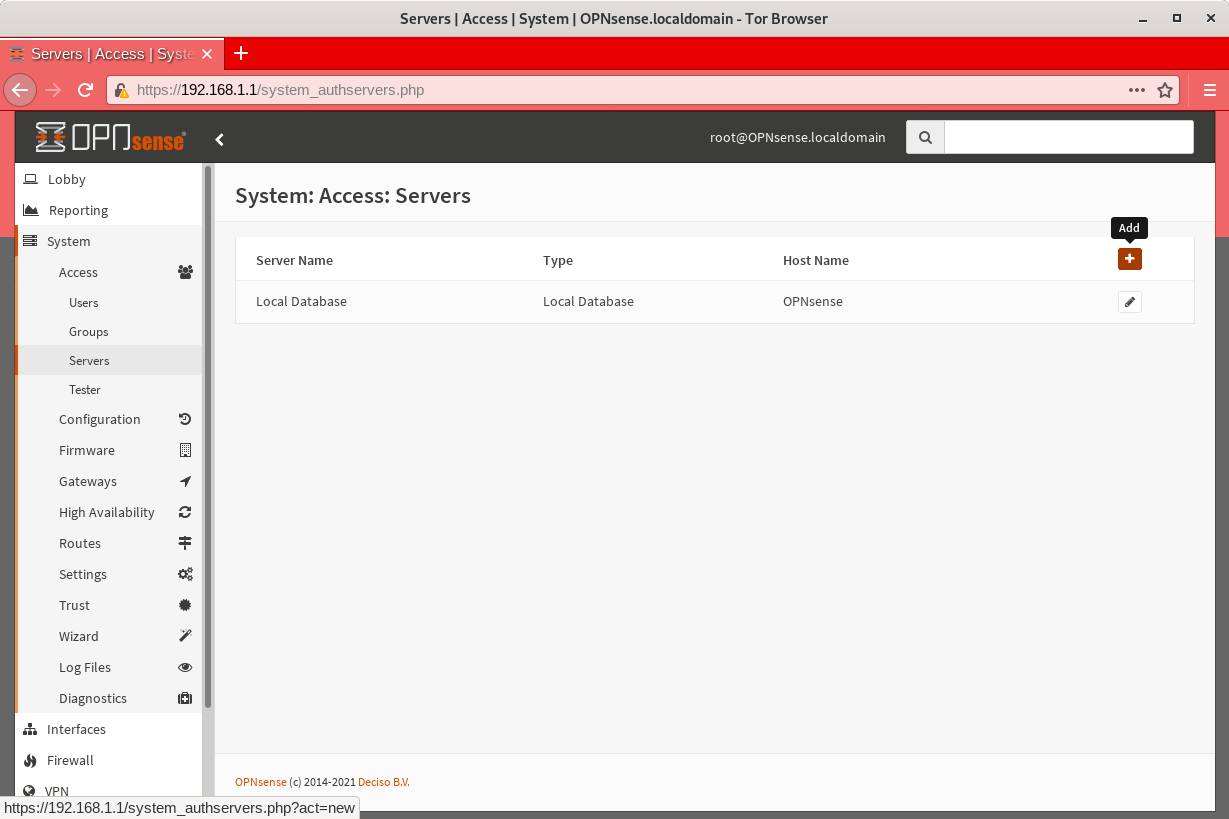 Servers | Access | System | OPNsense.localdomain - Tor Browser
Servers | Access | Syste
https://192.168.1.1/system_authservers.php
OPNsense
root@OPNsense.localdomain
Lobby
Reporting
System
Access
Users
Groups
Servers
Tester
Configuration
Firmware
Gateways
High Availability
Routes
Settings
Trust
Wizard
Log Files
Diagnostics
Interfaces
Firewall
VPN
System: Access: Servers
Add
Server Name Type Host Name
Local Database Local Database OPNsense
OPNsense (c) 2014-2021 Deciso B.V.
https://192.168.1.1/system_authservers.php?act=new